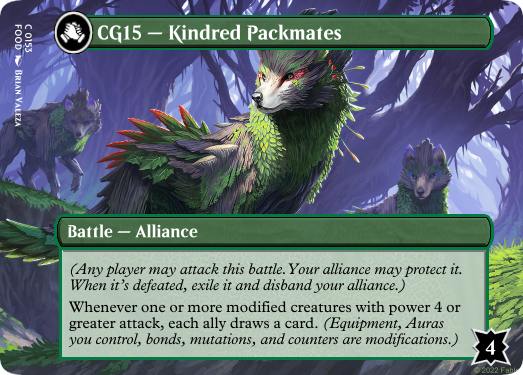 CG15 — Kindred Packmates
C 0153
FOOD Brian Valeza
Battle — Alliance
(Any player may attack this battle. Your alliance may protect it.
When it's defeated, exile it and disband your alliance.)
Whenever one or more modified creatures with power 4 or
greater attack, each ally draws a card. (Equipment, Auras
you control, bonds, mutations, and counters are modifications.)
4
© 2022